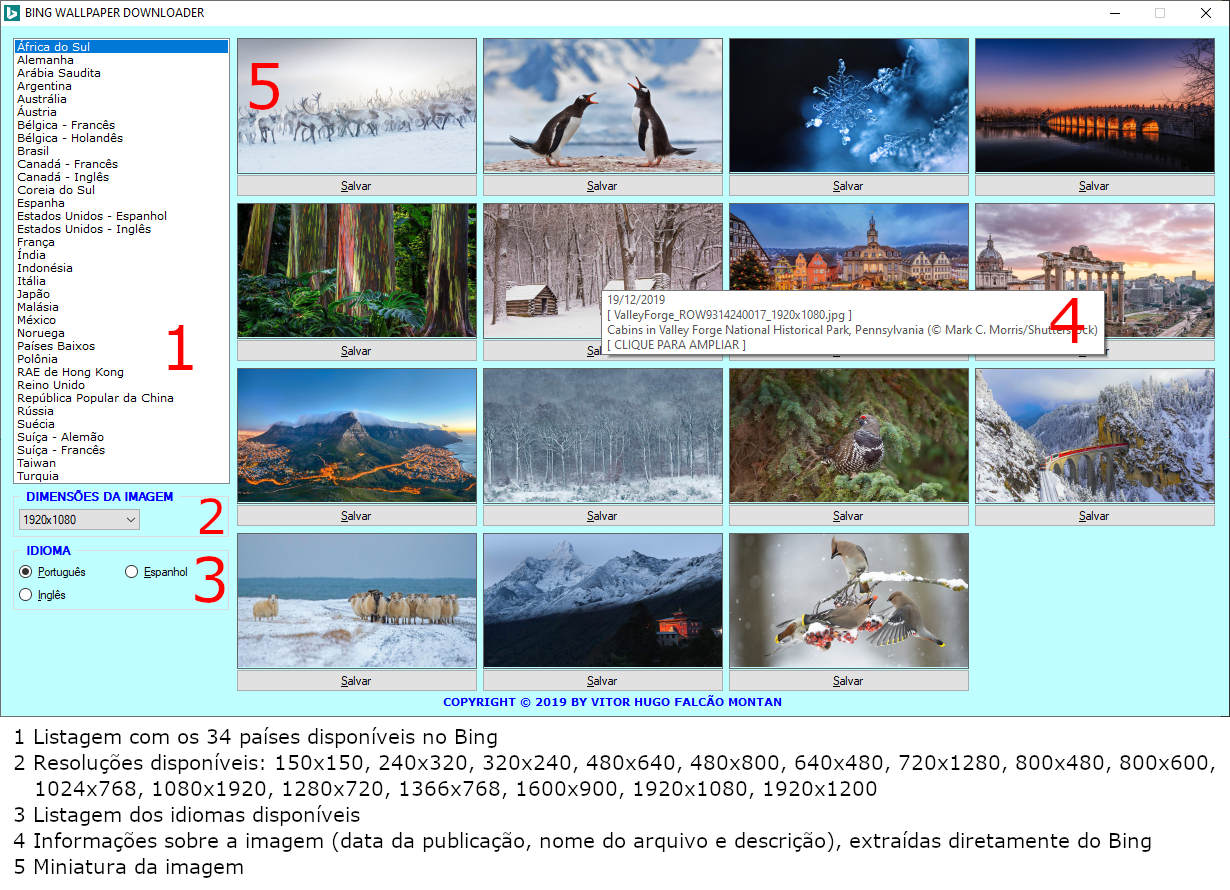 BING WALLPAPER DOWNLOADER
África do Sul
Alemanha
Arábia Saudita
Argentina
Austrália
Áustria
Bélgica - Francês
Bélgica - Holandês
Brasil
Canadá - Francês
Canadá - Inglês
Coreia do Sul
Espanha
Estados Unidos - Espanhol
Estados Unidos - Inglês
França
Índia
Indonésia
Itália
Japão
Malásia
México
Noruega
Países Baixos
Polônia
RAE de Hong Kong
Reino Unido
República Popular da China
Rússia
Suécia
Suíça - Alemão
Suíça - Francês
Taiwan
Turquia
1
DIMENSÕES DA IMAGEM
1920x1080
2
IDIOMA
Português
Espanhol
Inglês
3
5
Salvar
Salvar
Salvar
Salvar
19/12/2019
[ ValleyForge_ROW9314240017_1920x1080.jpg ]
Cabins in Valley Forge National Historical Park, Pennsylvania (© Mark C. Morris/Shutterstock)
[ CLIQUE PARA AMPLIAR ]
4
Salvar
Sal
Salvar
Salvar
Salvar
Salvar
Salvar
Salvar
Salvar
COPYRIGHT © 2019 BY VITOR HUGO FALCÃO MONTAN
1 Listagem com os 34 países disponíveis no Bing
2 Resoluções disponíveis: 150x150, 240x320, 320x240, 480x640, 480x800, 640x480, 720x1280, 800x480, 800x600,
1024x768, 1080x1920, 1280x720, 1366x768, 1600x900, 1920x1080, 1920x1200
3 Listagem dos idiomas disponíveis
4 Informações sobre a imagem (data da publicação, nome do arquivo e descrição), extraídas diretamente do Bing
5 Miniatura da imagem